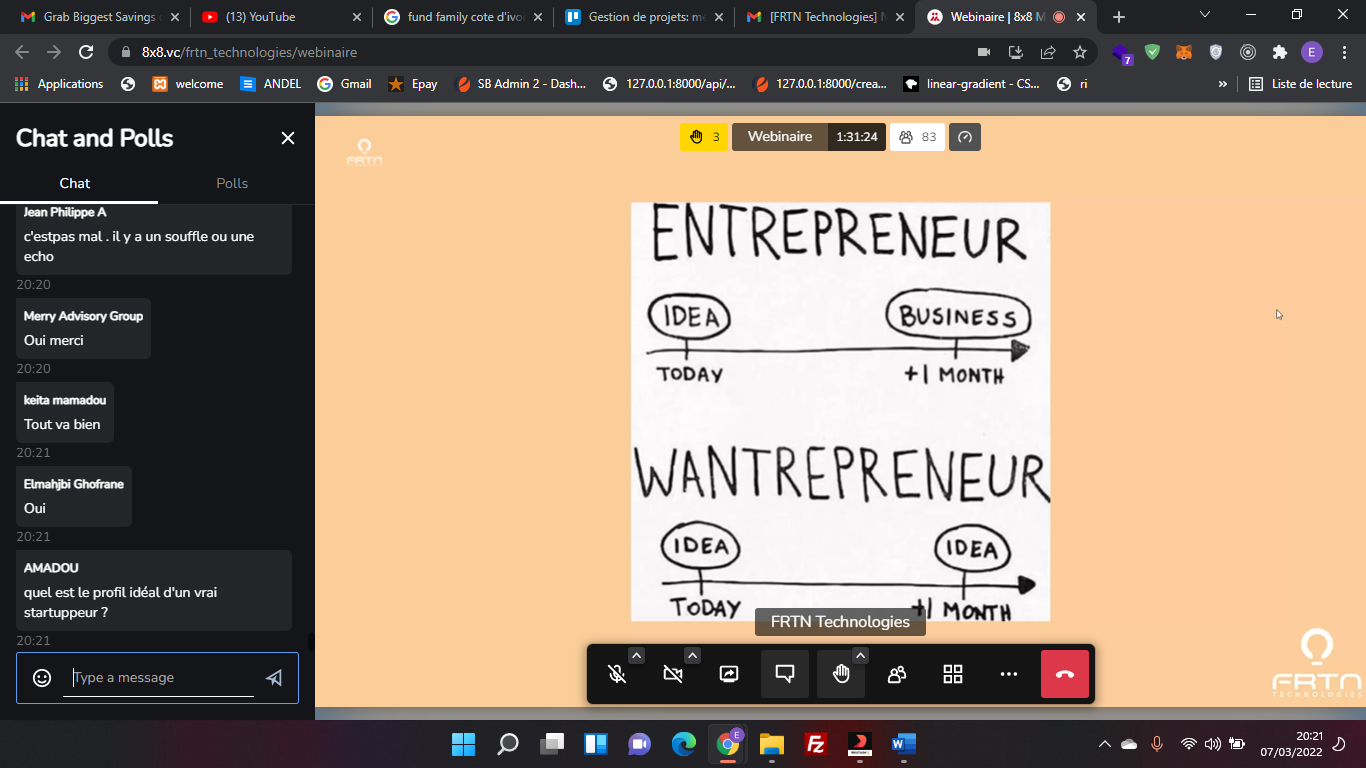 Grab Biggest Savings
(13) YouTube
fund family cote d'ivoi
Gestion de projets: mé
[FRTN Technologies] N
Webinaire | 8x8 M
8x8.vc/frtn_technologies/webinaire
7
E
Applications
welcome
ANDEL
Gmail
Epay
SB Admin 2 - Dash...
127.0.0.1:8000/api/...
127.0.0.1:8000/crea...
linear-gradient - CS...
ri
»
Liste de lecture
Chat and Polls
Chat
Polls
Jean Philippe A
c'estpas mal . il y a un souffle ou une
echo
20:20
Merry Advisory Group
Oui merci
20:20
keita mamadou
Tout va bien
20:21
Elmahjbi Ghofrane
Oui
20:21
AMADOU
quel est le profil idéal d'un vrai
startuppeur ?
20:21
Type a message
FRTN
3
Webinaire
1:31:24
83
ENTREPRENEUR
IDEA
BUSINESS
TODAY
+1 MONTH
WANTREPRENEUR
IDEA
IDEA
TODAY
+1 MONTH
FRTN Technologies
FRTN
TECHNOLOGIES
E
Fz
W
20:21
07/03/2022